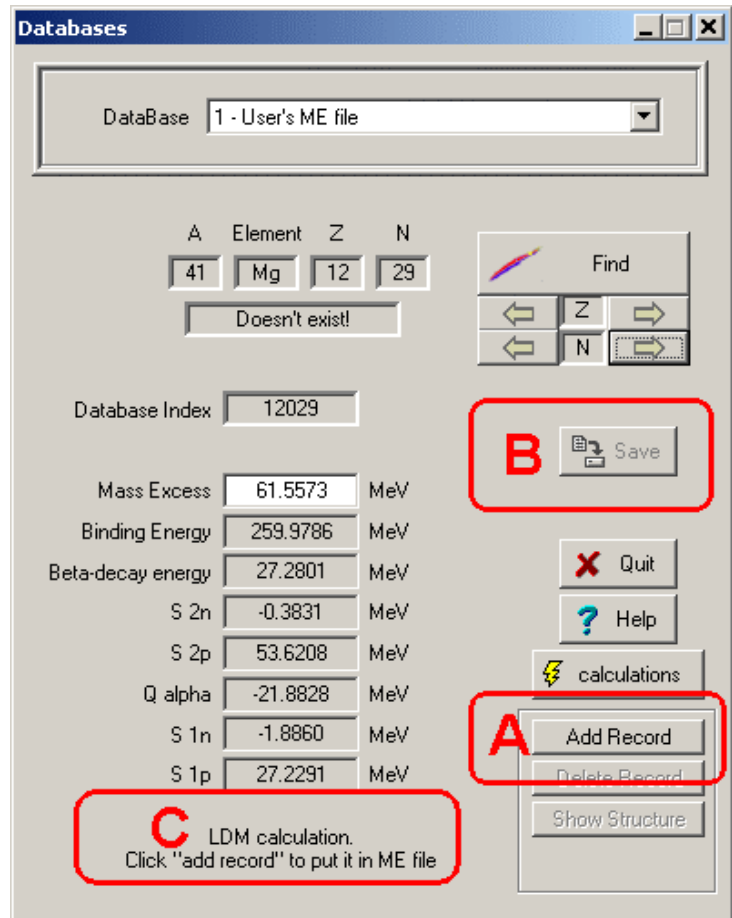 Databases
DataBase 1 - User's ME file
A Element Z N
41 Mg 12 29
Doesn't exist!
Find
Z
N
Database Index 12029
B Save
Mass Excess 61.5573 MeV
Binding Energy 259.9786 MeV
Beta-decay energy 27.2801 MeV
S 2n -0.3831 MeV
S 2p 53.6208 MeV
Q alpha -21.8828 MeV
S 1n -1.8860 MeV
S 1p 27.2291 MeV
Quit
Help
calculations
A Add Record
Delete Record
Show Structure
C LDM calculation.
Click "add record" to put it in ME file